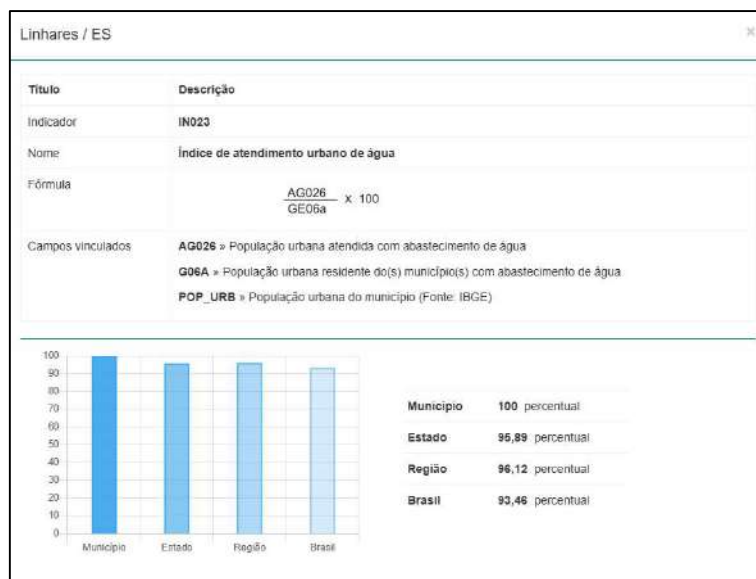 Linhares / ES
×
Título Descrição
Indicador IN023
Nome Índice de atendimento urbano de água
Fórmula
AG026
GE06a
X 100
Campos vinculados AG026 » População urbana atendida com abastecimento de água
G06A » População urbana residente do(s) município(s) com abastecimento de água
POP_URB » População urbana do município (Fonte: IBGE)
100
90
80
70
60
50
40
30
20
10
0
Município Estado Região Brasil
Município 100 percentual
Estado 95,89 percentual
Região 96,12 percentual
Brasil 93,46 percentual